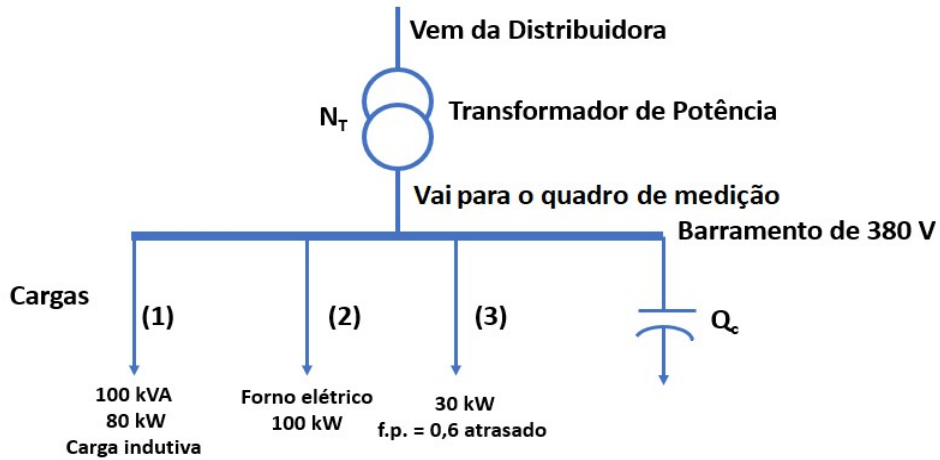 Vem da Distribuidora
N_T
Transformador de Potência
Vai para o quadro de medição
Barramento de 380 V
Cargas
(1)
(2)
(3)
Q_c
100 kVA
80 kW
Carga indutiva
Forno elétrico
100 kW
30 kW
f.p. = 0,6 atrasado